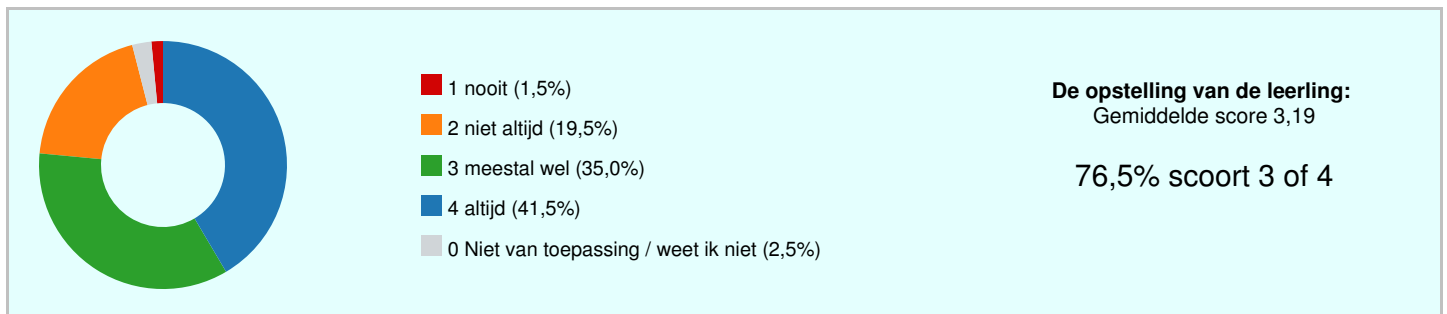 1 nooit (1,5%)
2 niet altijd (19,5%)
3 meestal wel (35,0%)
4 altijd (41,5%)
0 Niet van toepassing / weet ik niet (2,5%)
De opstelling van de leerling:
Gemiddelde score 3,19
76,5% scoort 3 of 4